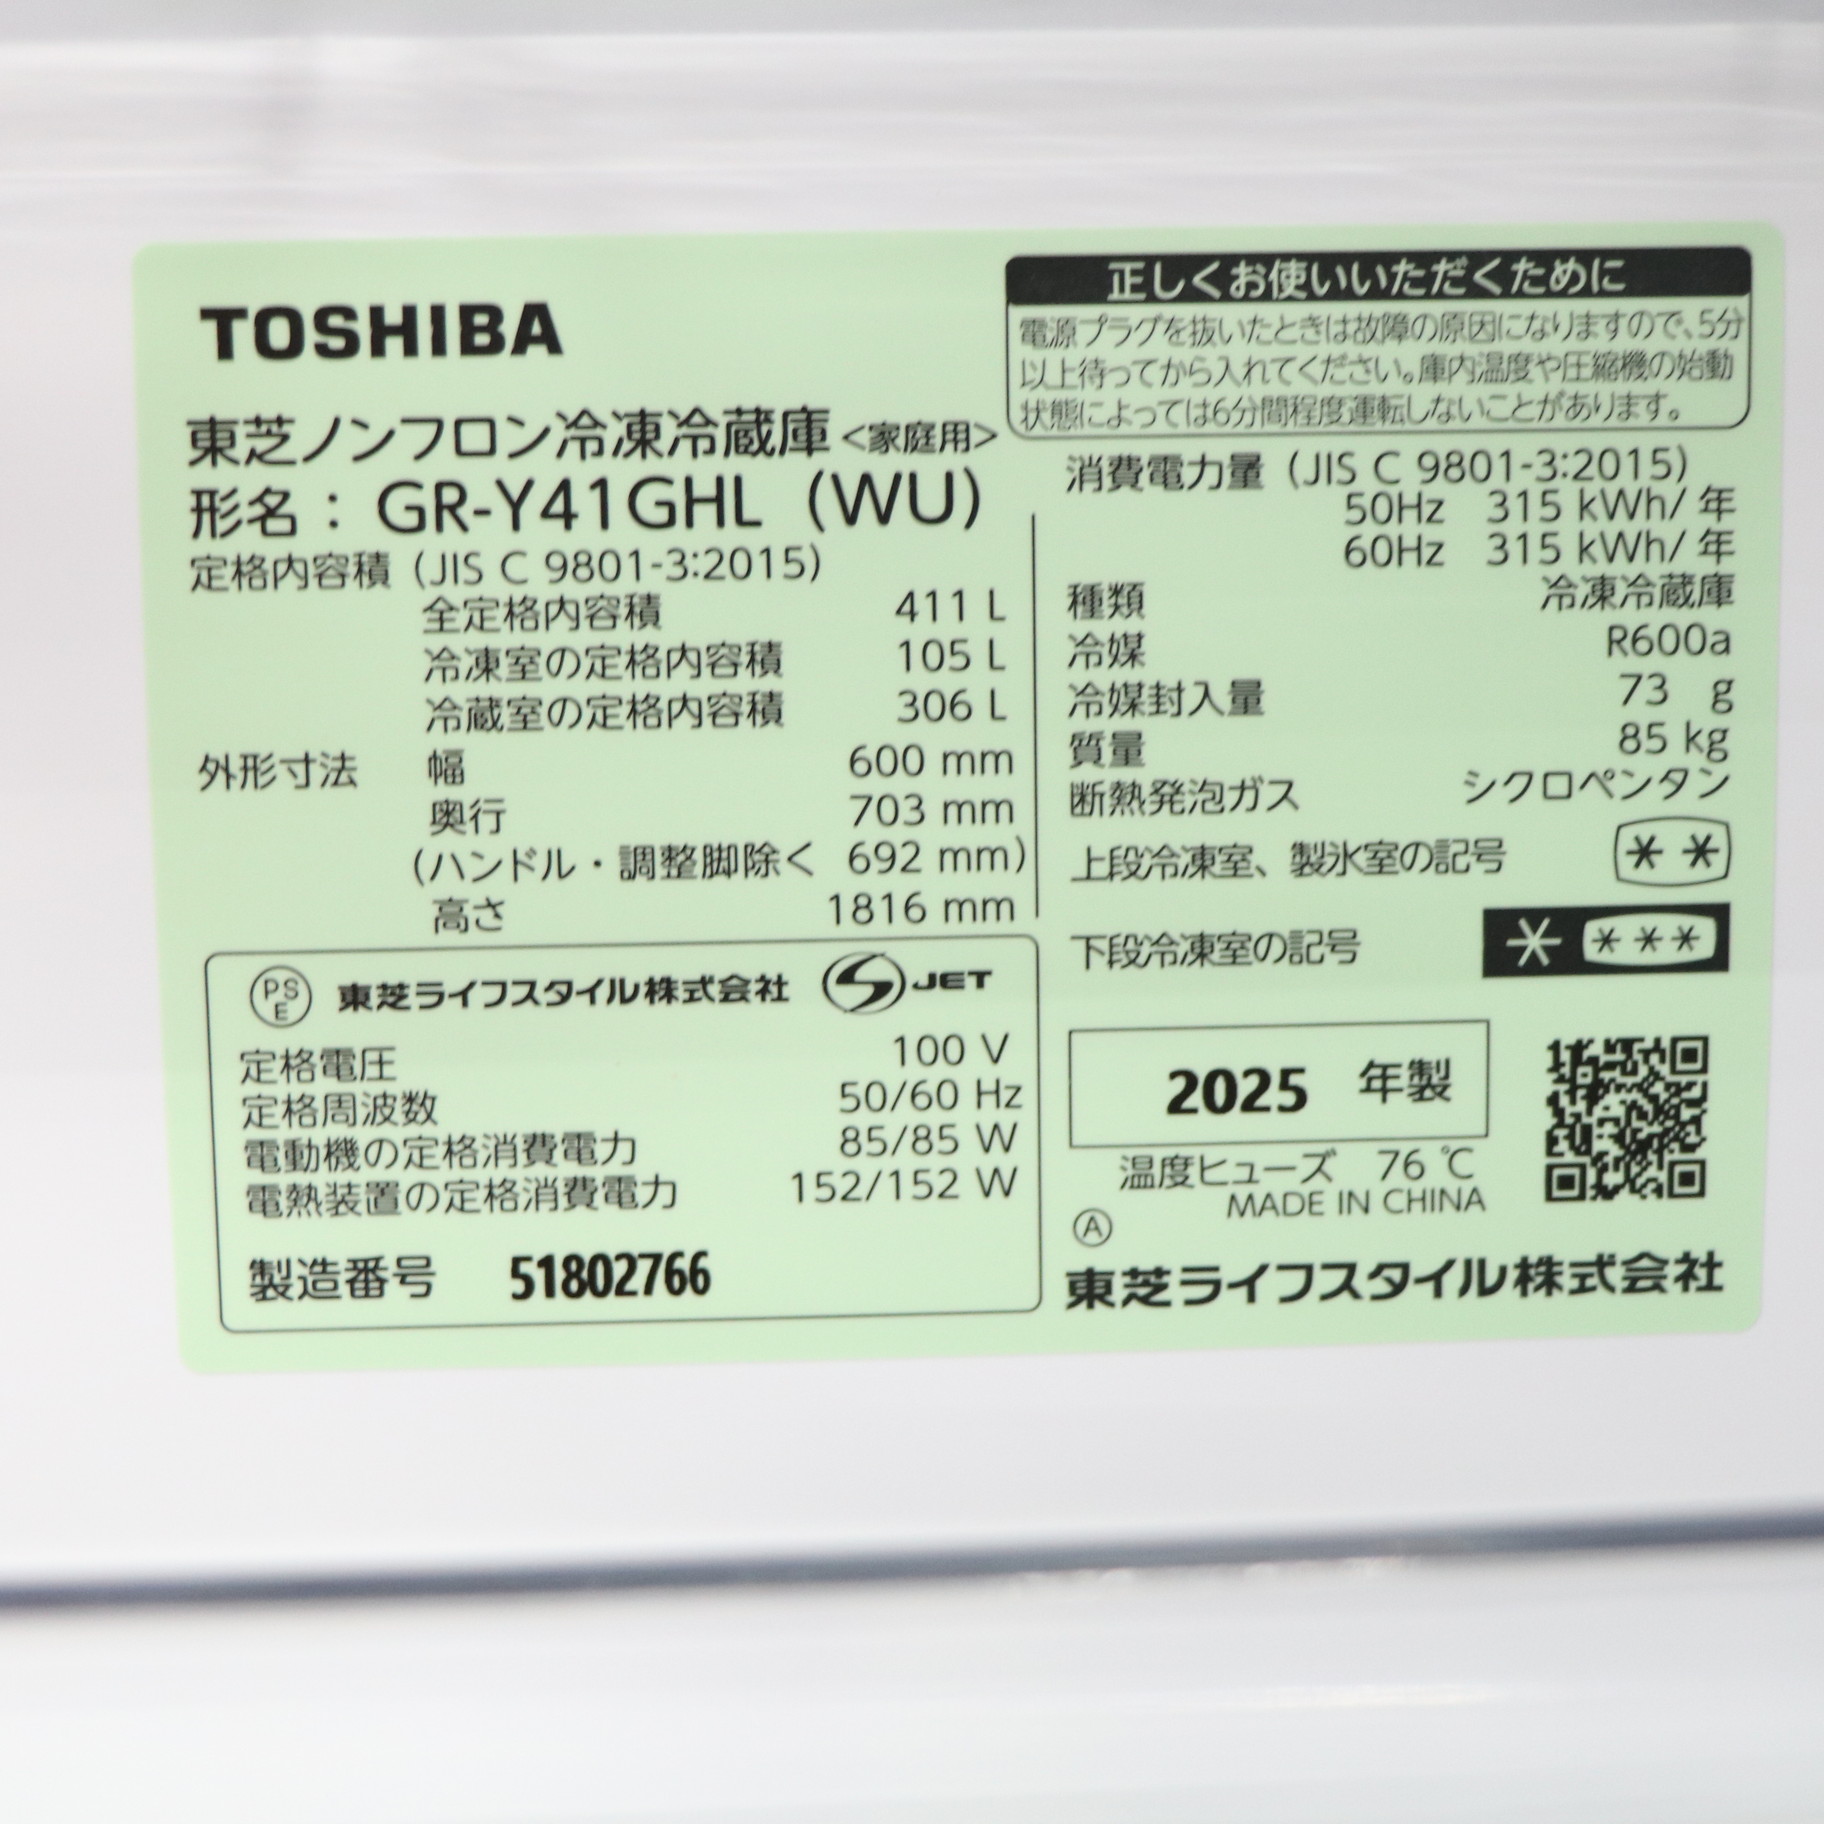 TOSHIBA
東芝ノンフロン冷凍冷蔵庫<家庭用>
形名： GR-Y41GHL (WU)
定格内容積 (JIS C 9801-3:2015)
全定格内容積 411 L
冷凍室の定格内容積 105 L
冷蔵室の定格内容積 306 L
外形寸法 幅 600 mm
奥行 703 mm
(ハンドル・調整脚除く 692 mm)
高さ 1816 mm
PSE 東芝ライフスタイル株式会社 S JET
定格電圧 100 V
定格周波数 50/60 Hz
電動機の定格消費電力 85/85 W
電熱装置の定格消費電力 152/152 W
製造番号 51802766
正しくお使いいただくために
電源プラグを抜いたときは故障の原因になりますので、5分
以上待ってから入れてください。庫内温度や圧縮機の始動
状態によっては6分間程度運転しないことがあります。
消費電力量 (JIS C 9801-3:2015)
50Hz 315 kWh/年
60Hz 315 kWh/年
種類 冷凍冷蔵庫
冷媒 R600a
冷媒封入量 73 g
質量 85 kg
断熱発泡ガス シクロペンタン
上段冷凍室、製氷室の記号 ＊＊
下段冷凍室の記号 ＊ ＊＊＊
2025 年製
温度ヒューズ 76 ℃
MADE IN CHINA
Ⓐ
東芝ライフスタイル株式会社